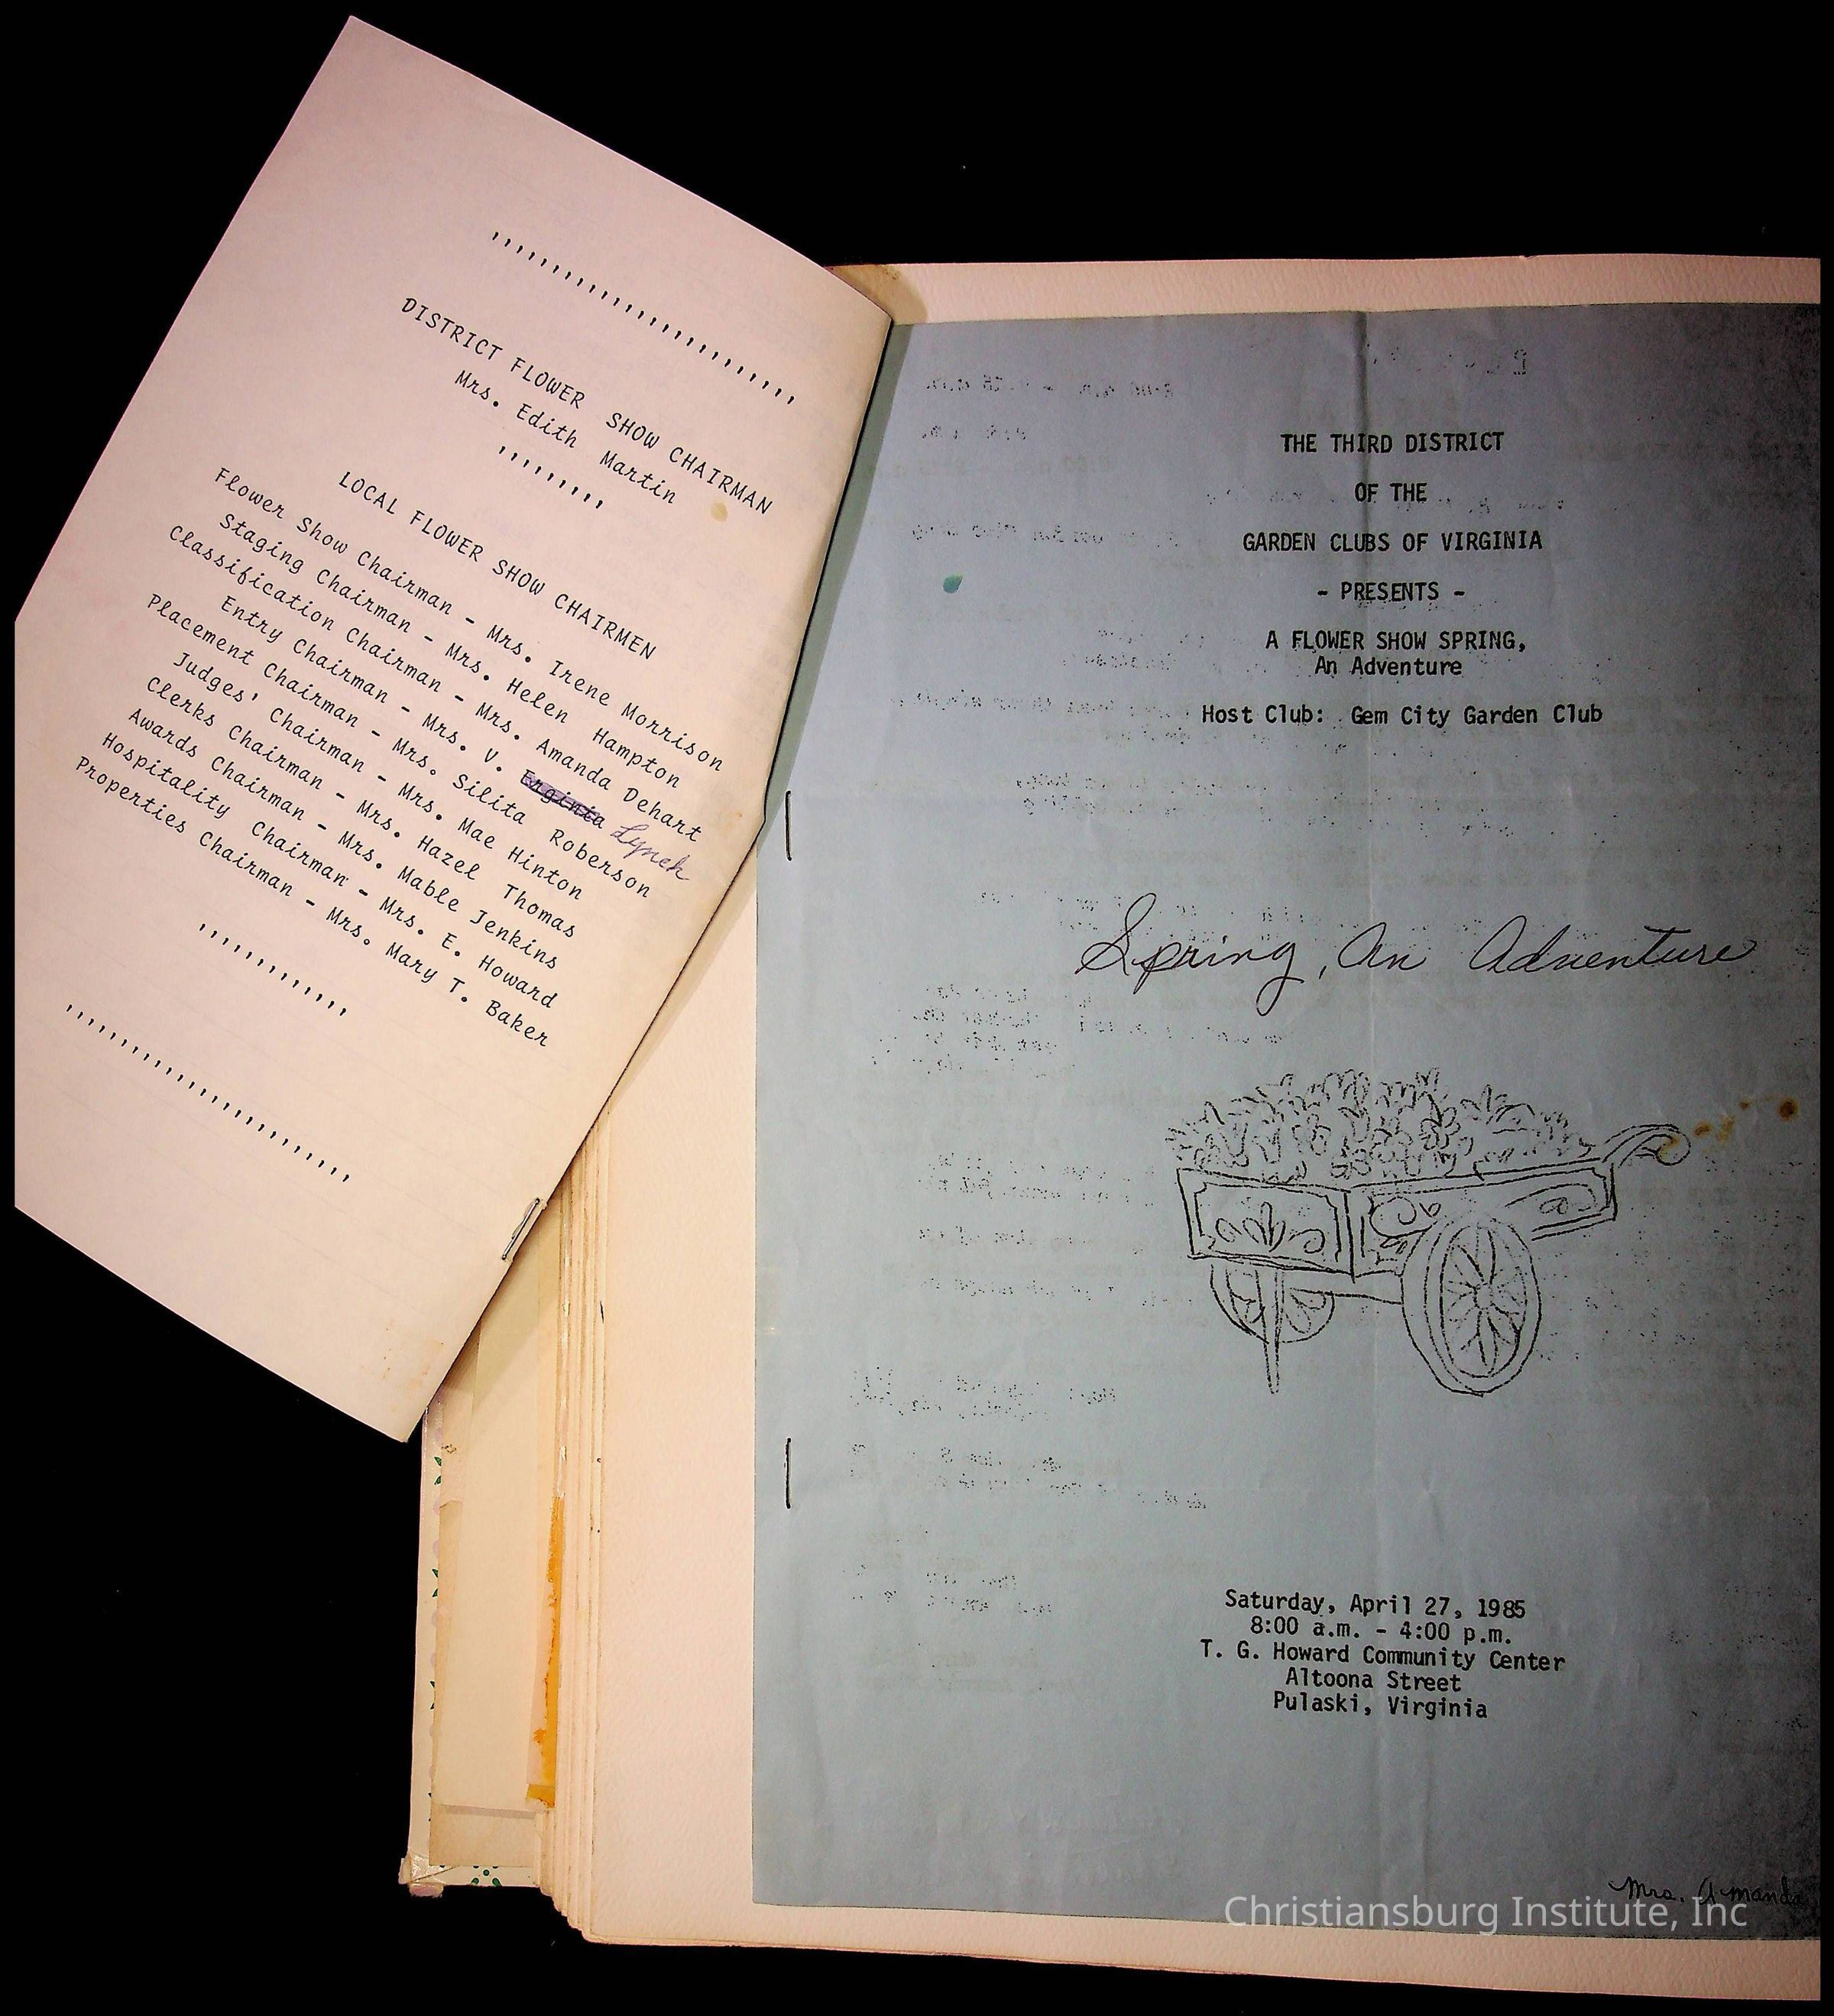 DISTRICT FLOWER SHOW CHAIRMAN
Mrs. Edith Martin
LOCAL FLOWER SHOW CHAIRMEN
Flower Show Chairman - Mrs. Irene Morrison
Staging Chairman - Mrs. Helen Hampton
Classification Chairman - Mrs. Amanda Dehart
Entry Chairman - Mrs. V. Erginia Lynch
Placement Chairman - Mrs. Silita Roberson
Judges' Chairman - Mrs. Mae Hinton
Clerks Chairman - Mrs. Hazel Thomas
Awards Chairman - Mrs. Mable Jenkins
Hospitality Chairman - Mrs. E. Howard
Properties Chairman - Mrs. Mary T. Baker
THE THIRD DISTRICT
OF THE
GARDEN CLUBS OF VIRGINIA
- PRESENTS -
A FLOWER SHOW SPRING,
An Adventure
Host Club: Gem City Garden Club
Spring, An Adventure
Saturday, April 27, 1985
8:00 a.m. - 4:00 p.m.
T. G. Howard Community Center
Altoona Street
Pulaski, Virginia
Mrs. Amanda
Christiansburg Institute, Inc